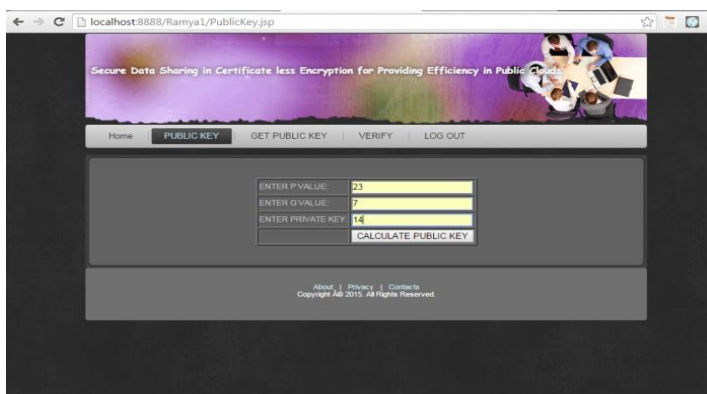 localhost:8888/Ramya1/PublicKey.jsp
Secure Data Sharing in Certificate less Encryption for Providing Efficiency in Public Clouds
Home | PUBLIC KEY GET PUBLIC KEY | VERIFY | LOG OUT
ENTER P VALUE: 23
ENTER G VALUE: 7
ENTER PRIVATE KEY: 14
CALCULATE PUBLIC KEY
About | Privacy | Contacts
Copyright Â© 2015. All Rights Reserved.